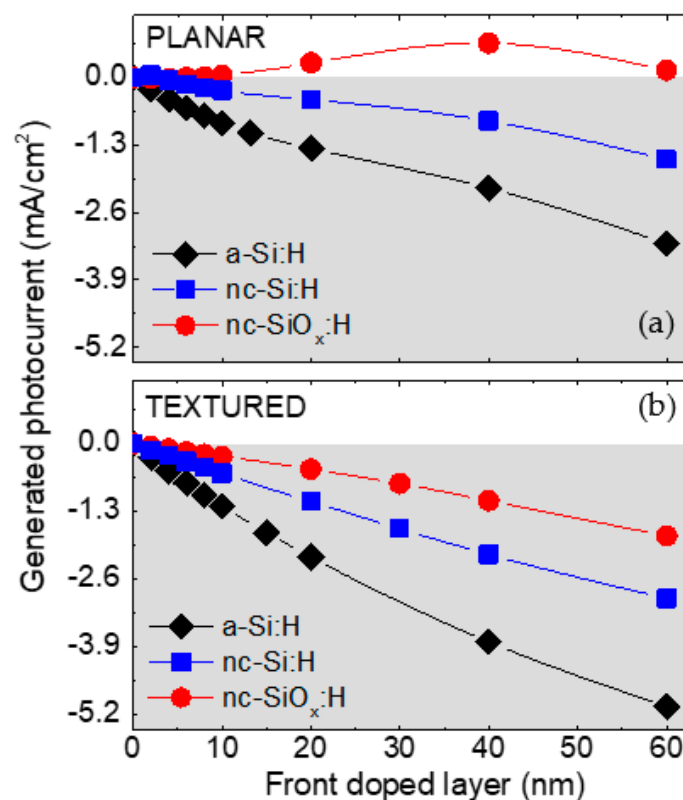 PLANAR
0.0
-1.3
-2.6
-3.9
-5.2
a-Si:H
nc-Si:H
nc-SiOₓ:H
(a)
Generated photocurrent (mA/cm²)
TEXTURED
(b)
0.0
-1.3
-2.6
-3.9
-5.2
a-Si:H
nc-Si:H
nc-SiOₓ:H
0 10 20 30 40 50 60
Front doped layer (nm)